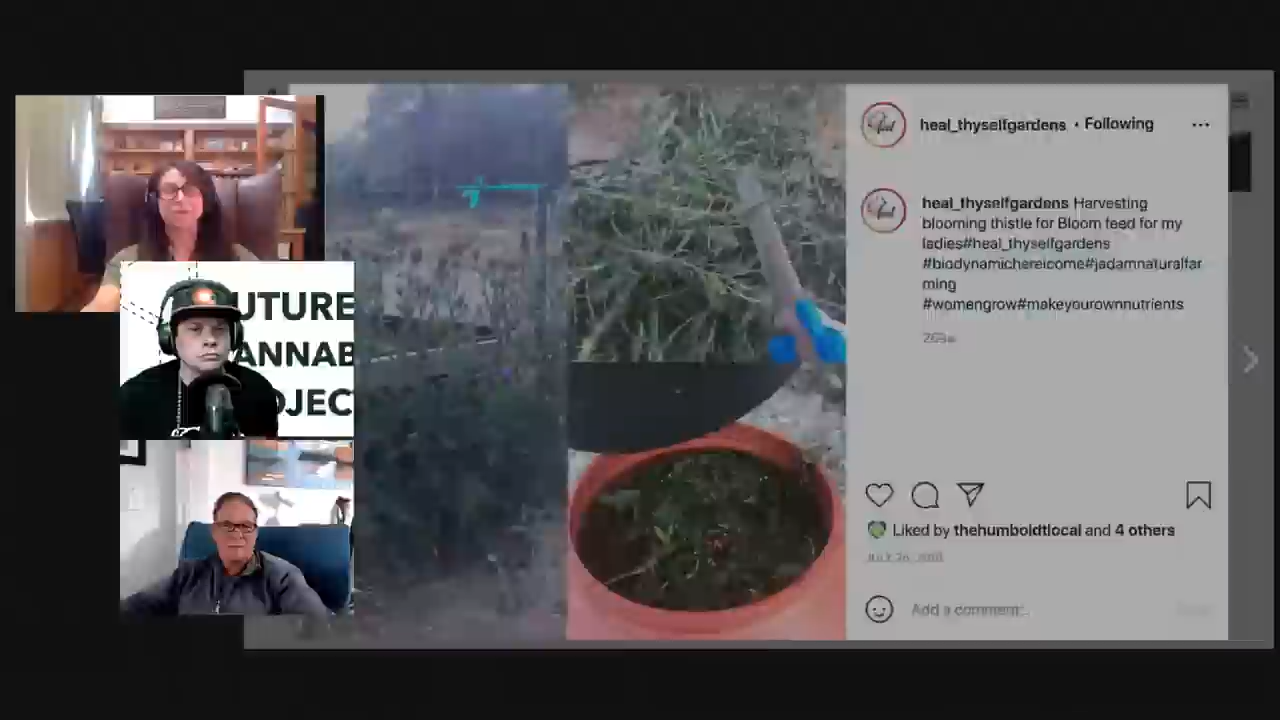 heal_thyselfgardens • Following
heal_thyselfgardens Harvesting
blooming thistle for Bloom feed for my
ladies#heal_thyselfgardens
#biodynamichereicome#jadamnaturalfar
ming
#womengrow#makeyourownnutrients
UTURE
ANNAB
OJEC
Liked by thehumboldtlocal and 4 others
Add a comment...